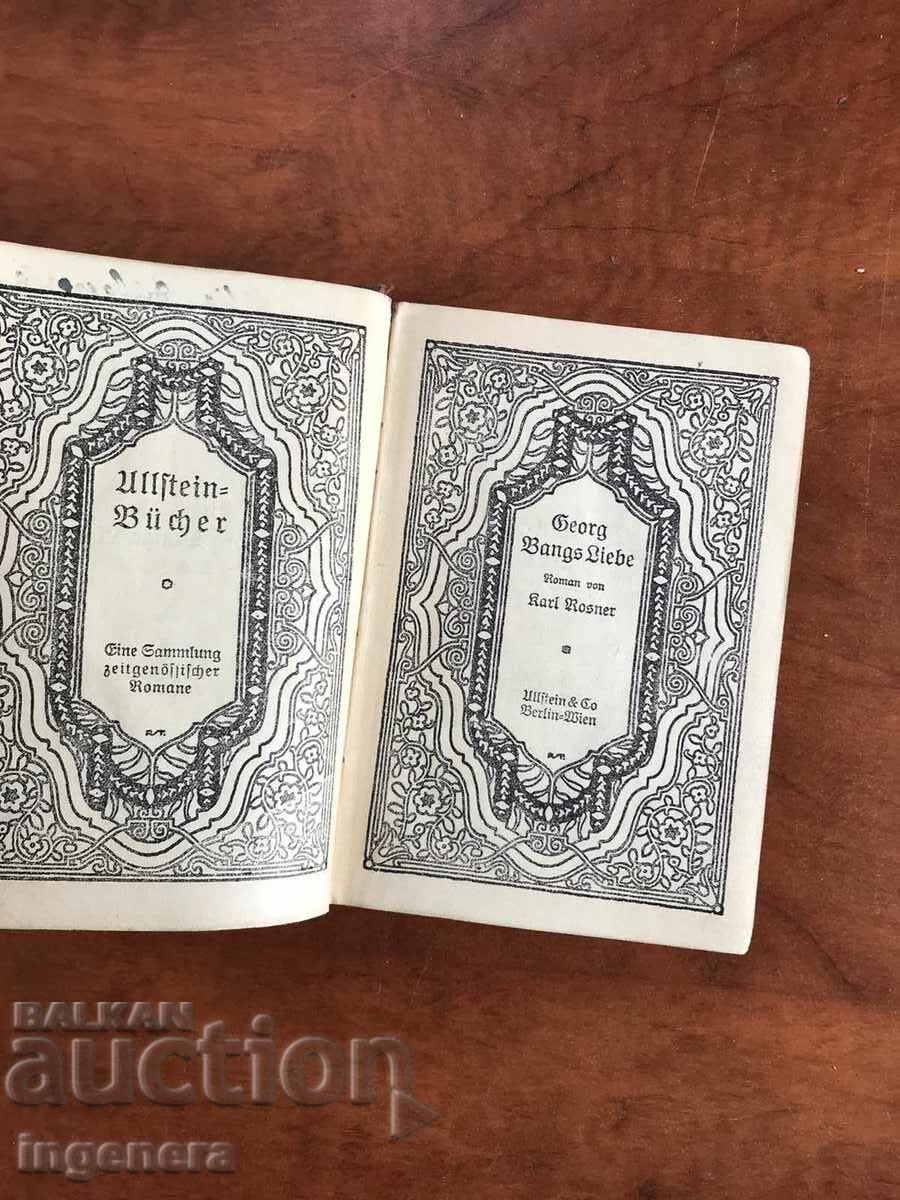 Ullſtein=
Bücher
Eine Sammlung
zeitgenöſſiſcher
Romane
Georg
Bangs Liebe
Roman von
Karl Rosner
Ullſtein & Co
Berlin=Wien
BALKAN
auction
ingenera